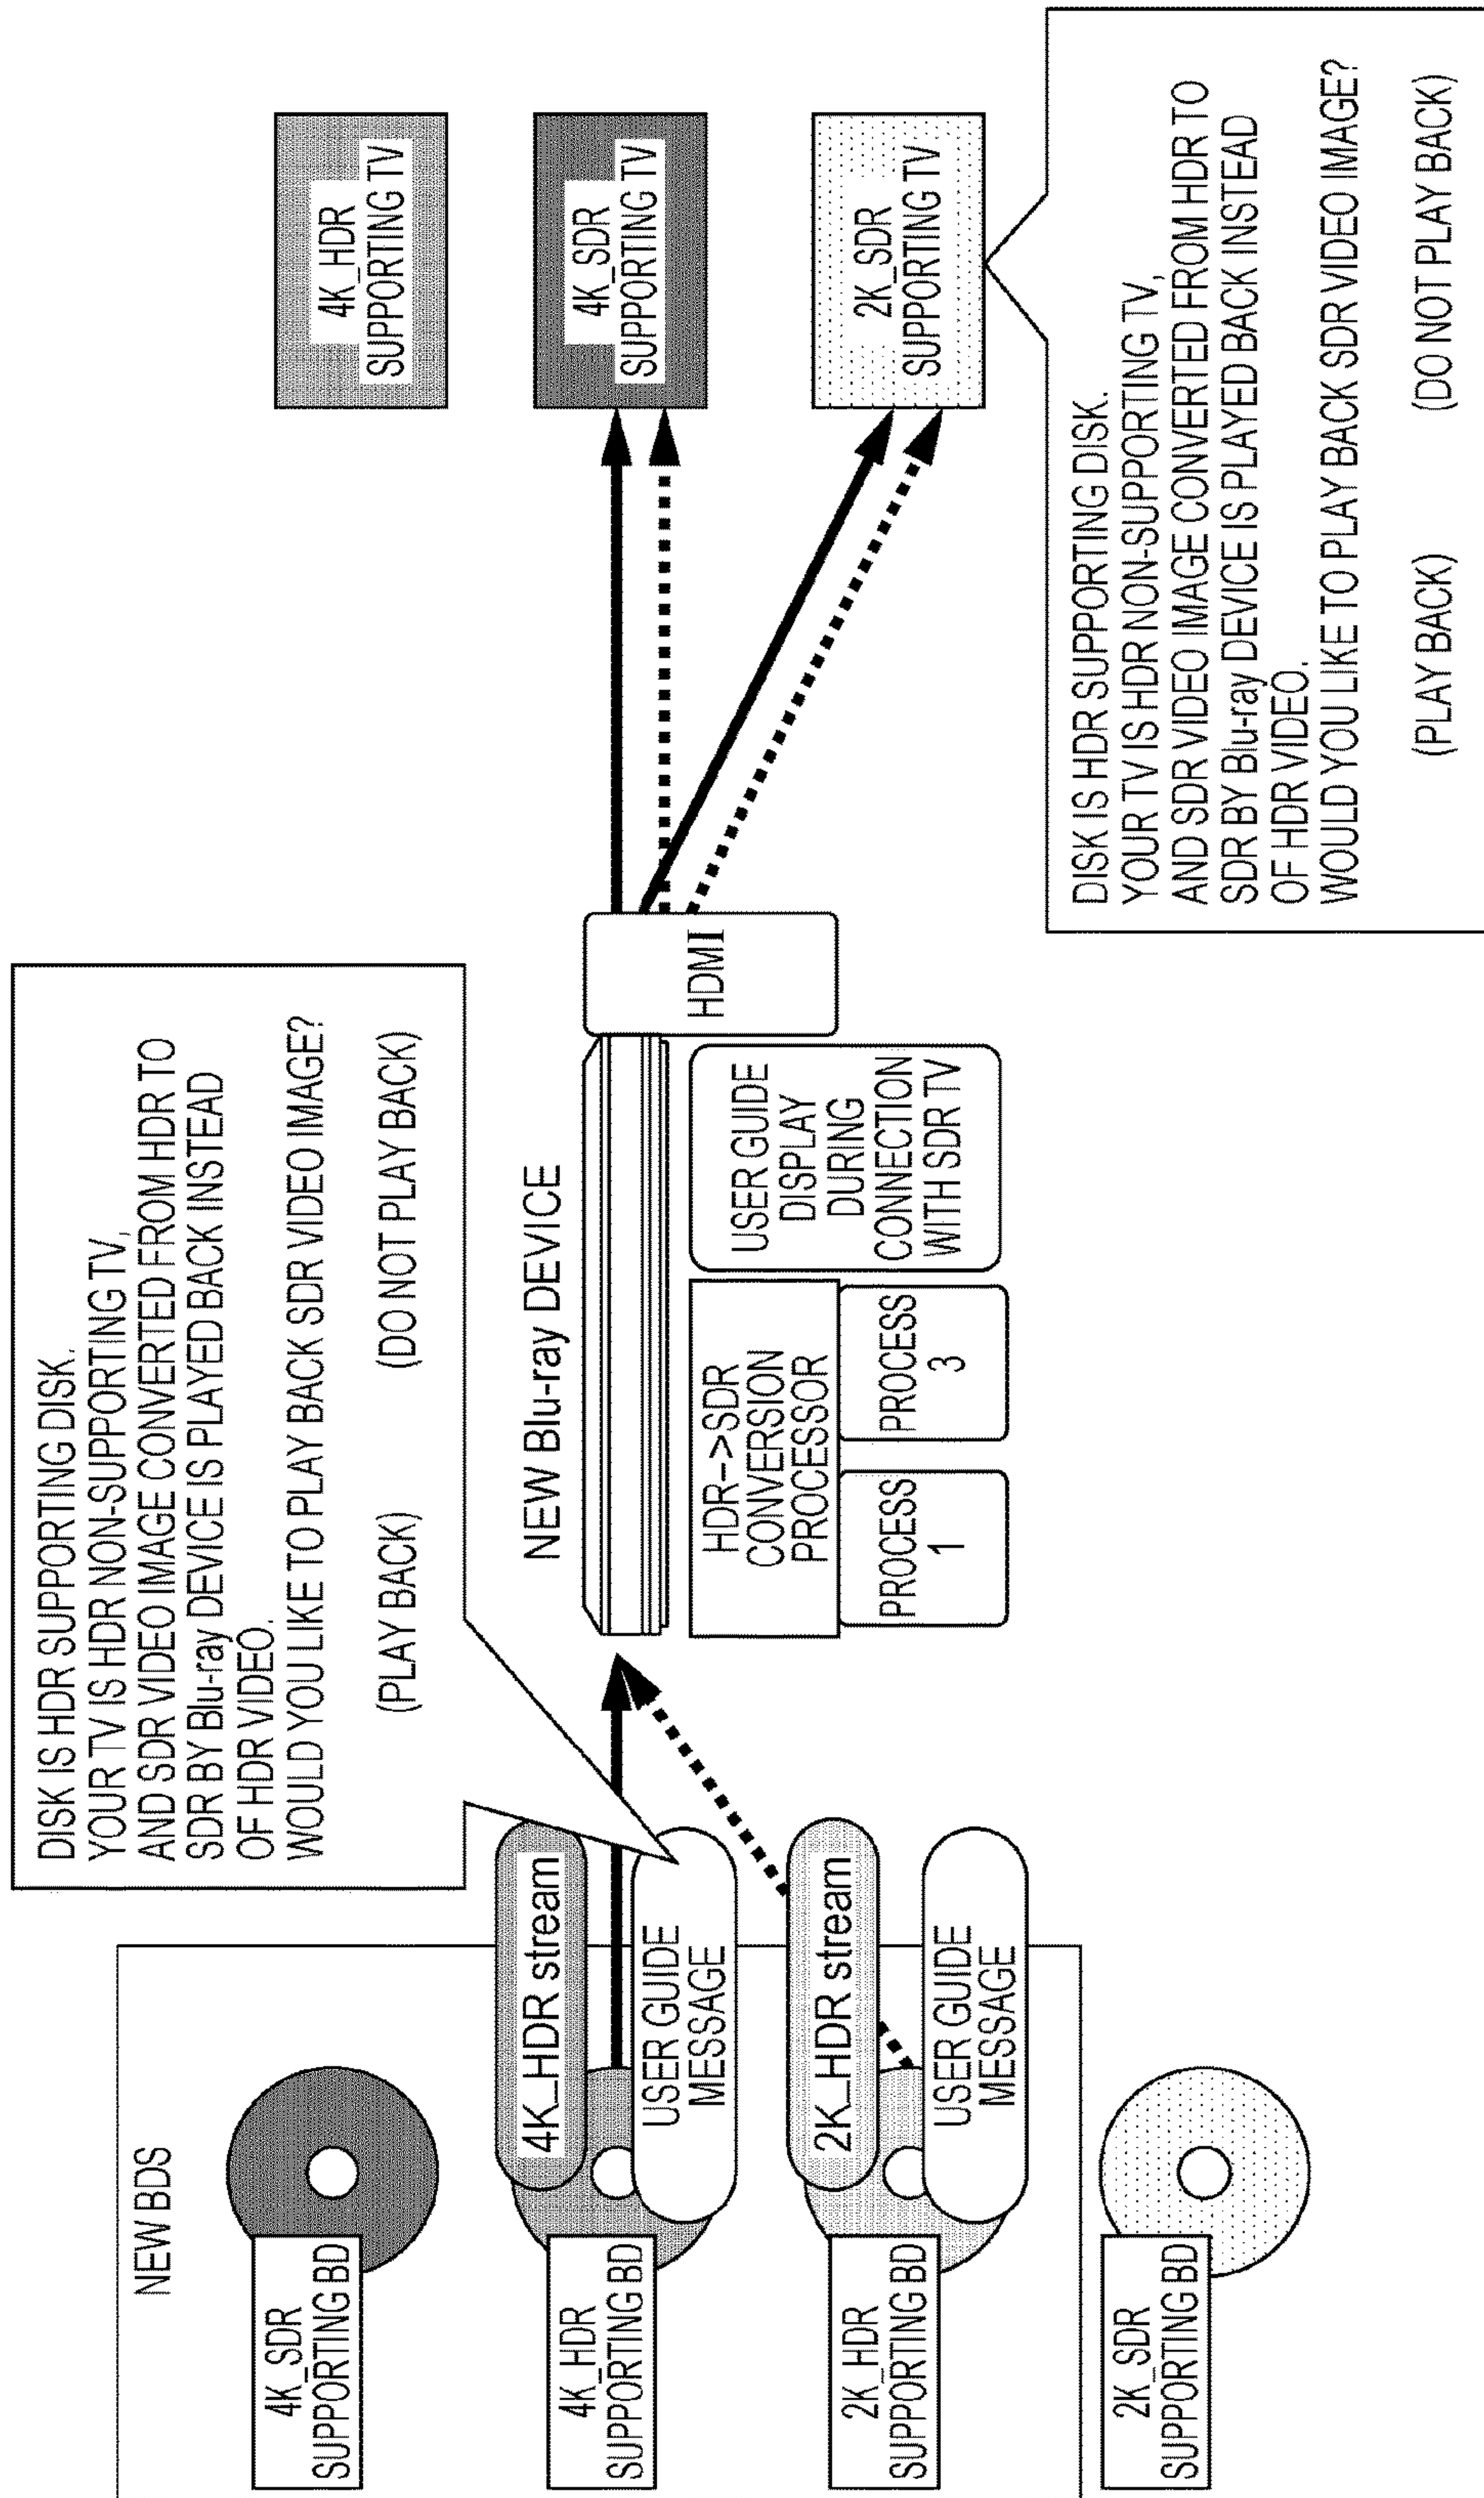 DISK IS HDR SUPPORTING DISK.
YOUR TV IS HDR NON-SUPPORTING TV,
AND SDR VIDEO IMAGE CONVERTED FROM HDR TO
SDR BY Blu-ray DEVICE IS PLAYED BACK INSTEAD
OF HDR VIDEO.
WOULD YOU LIKE TO PLAY BACK SDR VIDEO IMAGE?
(PLAY BACK) (DO NOT PLAY BACK)
NEW BDS
4K_SDR
SUPPORTING BD
4K_HDR
SUPPORTING BD
4K_HDR stream
USER GUIDE
MESSAGE
2K_HDR
SUPPORTING BD
2K_HDR stream
USER GUIDE
MESSAGE
2K_SDR
SUPPORTING BD
NEW Blu-ray DEVICE
HDR->SDR
CONVERSION
PROCESSOR
PROCESS
1
PROCESS
3
USER GUIDE
DISPLAY
DURING
CONNECTION
WITH SDR TV
HDMI
4K_HDR
SUPPORTING TV
4K_SDR
SUPPORTING TV
2K_SDR
SUPPORTING TV
DISK IS HDR SUPPORTING DISK.
YOUR TV IS HDR NON-SUPPORTING TV,
AND SDR VIDEO IMAGE CONVERTED FROM HDR TO
SDR BY Blu-ray DEVICE IS PLAYED BACK INSTEAD
OF HDR VIDEO.
WOULD YOU LIKE TO PLAY BACK SDR VIDEO IMAGE?
(PLAY BACK) (DO NOT PLAY BACK)